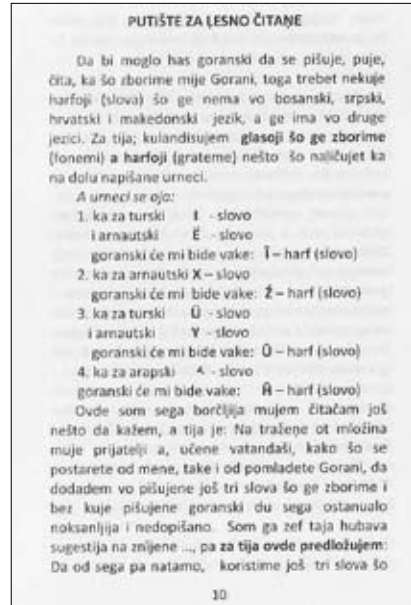 PUTIŠTE ZA LESNO ČITAŅE
Da bi moglo has goranski da se pišuje, puje,
čita, ka šo zborime mije Gorani, toga trebet nekuje
harfoji (slova) šo ge nema vo bosanski, srpski,
hrvatski i makedonski jezik, a ge ima vo druge
jezici. Za tija; kulandisujem glasoji šo ge zborime
(fonemi) a harfoji (grateme) nešto šo naličujet ka
na dolu napišane urneci.
A urneci se oja:
1. ka za turski I - slovo
i arnautski Ë - slovo
goranski će mi bide vake: Ȋ – harf (slovo)
2. ka za arnautski X – slovo
goranski će mi bide vake: Ẑ – harf (slovo)
3. ka za turski Ü - slovo
i arnautski Y - slovo
goranski će mi bide vake: – harf (slovo)
4. ka za arapski - slovo
goranski će mi bide vake: – harf (slovo)
Ovde som sega borčljija mujem čitačam još
nešto da kažem, a tija je: Na tražeņe ot mložina
muje prijatelji a, učene vatandaši, kako šo se
postarete od mene, take i od pomladete Gorani, da
dodadem vo pišujene još tri slova šo ge zborime i
bez kuje pišujene goranski du sega ostanualo
noksanljija i nedopišano. Som ga zef taja hubava
sugestija na znijene ..., pa za tija ovde predložujem:
Da od sega pa natamo, koristime još tri slova šo
10